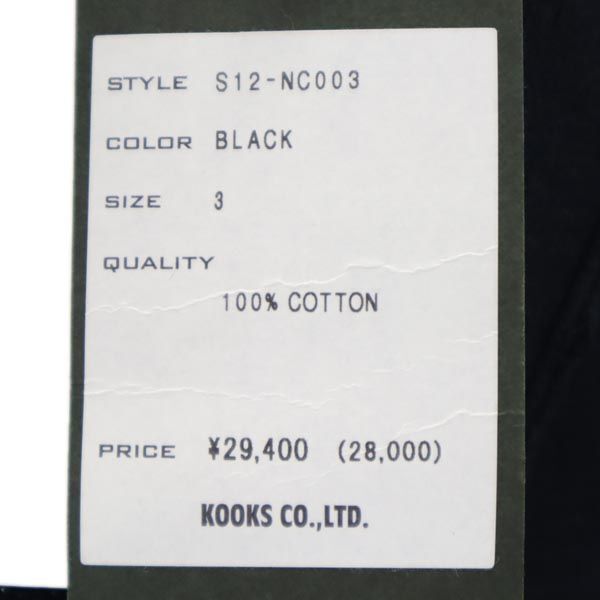 STYLE S12-NC003
COLOR BLACK
SIZE 3
QUALITY
100% COTTON
PRICE ¥29,400 (28,000)
KOOKS CO.,LTD.